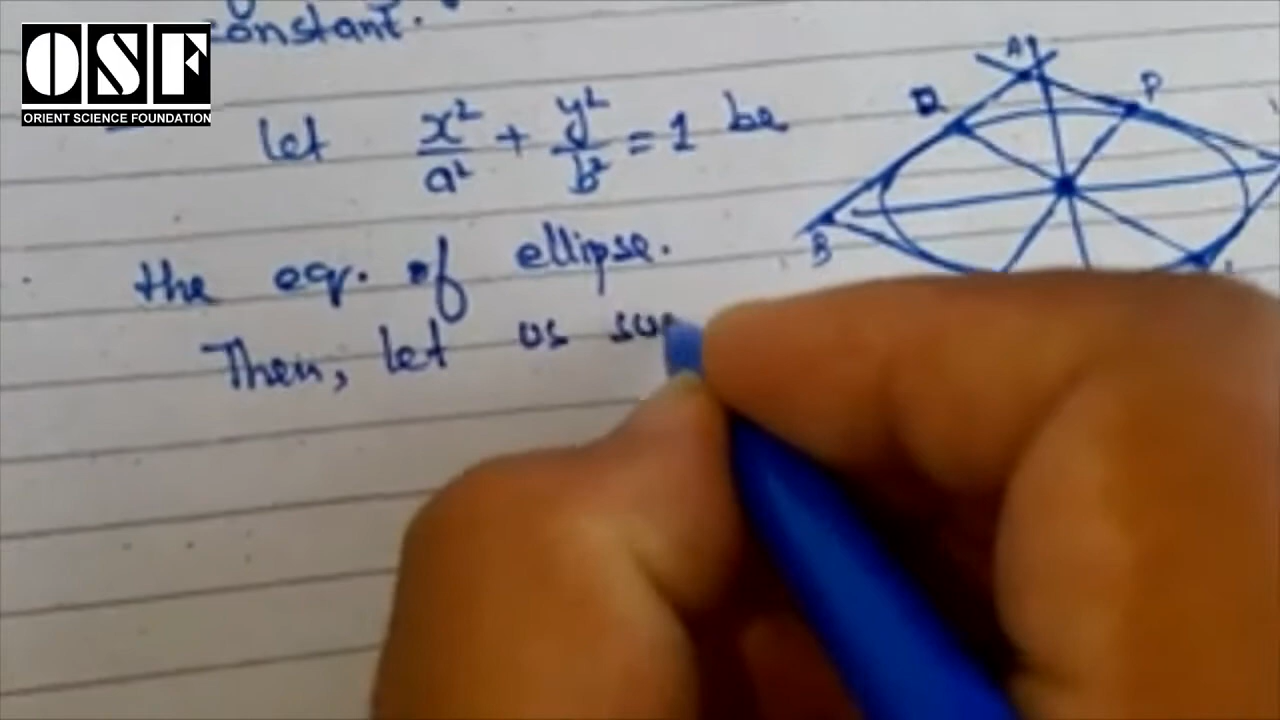 OSF
ORIENT SCIENCE FOUNDATION
constant.
Let x²/a² + y²/b² = 1 be
the eq. of ellipse.
Then, let us
A
P
Q
B